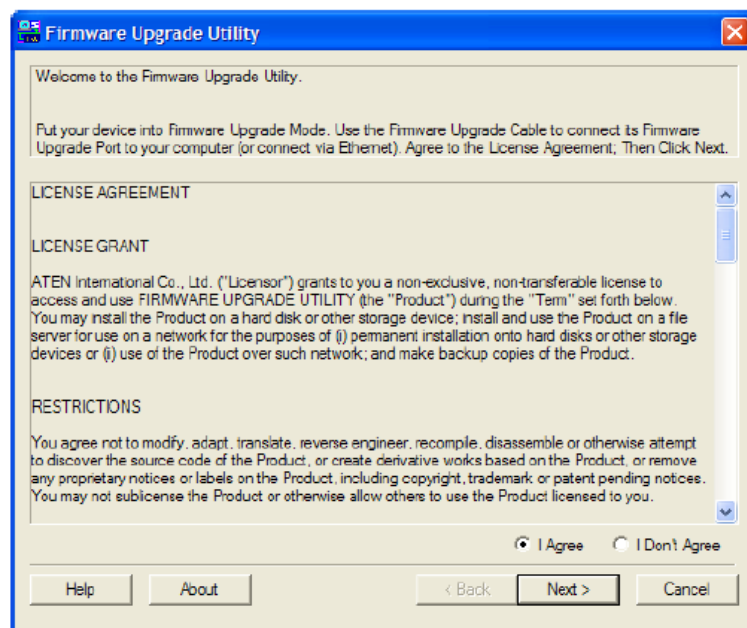 Firmware Upgrade Utility
Welcome to the Firmware Upgrade Utility.
Put your device into Firmware Upgrade Mode. Use the Firmware Upgrade Cable to connect its Firmware
Upgrade Port to your computer (or connect via Ethernet). Agree to the License Agreement; Then Click Next.
LICENSE AGREEMENT
LICENSE GRANT
ATEN International Co., Ltd. ("Licensor") grants to you a non-exclusive, non-transferable license to
access and use FIRMWARE UPGRADE UTILITY (the "Product") during the "Term" set forth below.
You may install the Product on a hard disk or other storage device; install and use the Product on a file
server for use on a network for the purposes of (i) permanent installation onto hard disks or other storage
devices or (ii) use of the Product over such network; and make backup copies of the Product.
RESTRICTIONS
You agree not to modify, adapt, translate, reverse engineer, recompile, disassemble or otherwise attempt
to discover the source code of the Product, or create derivative works based on the Product, or remove
any proprietary notices or labels on the Product, including copyright, trademark or patent pending notices.
You may not sublicense the Product or otherwise allow others to use the Product licensed to you.
I Agree I Don't Agree
Help About < Back Next > Cancel